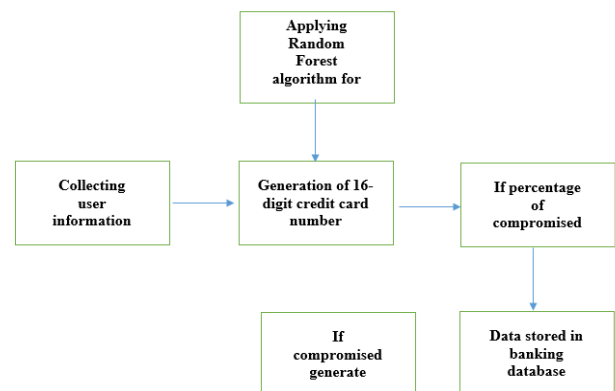 Applying
Random
Forest
algorithm for
Collecting
user
information
Generation of 16-
digit credit card
number
If percentage
of
compromised
If
compromised
generate
Data stored in
banking
database